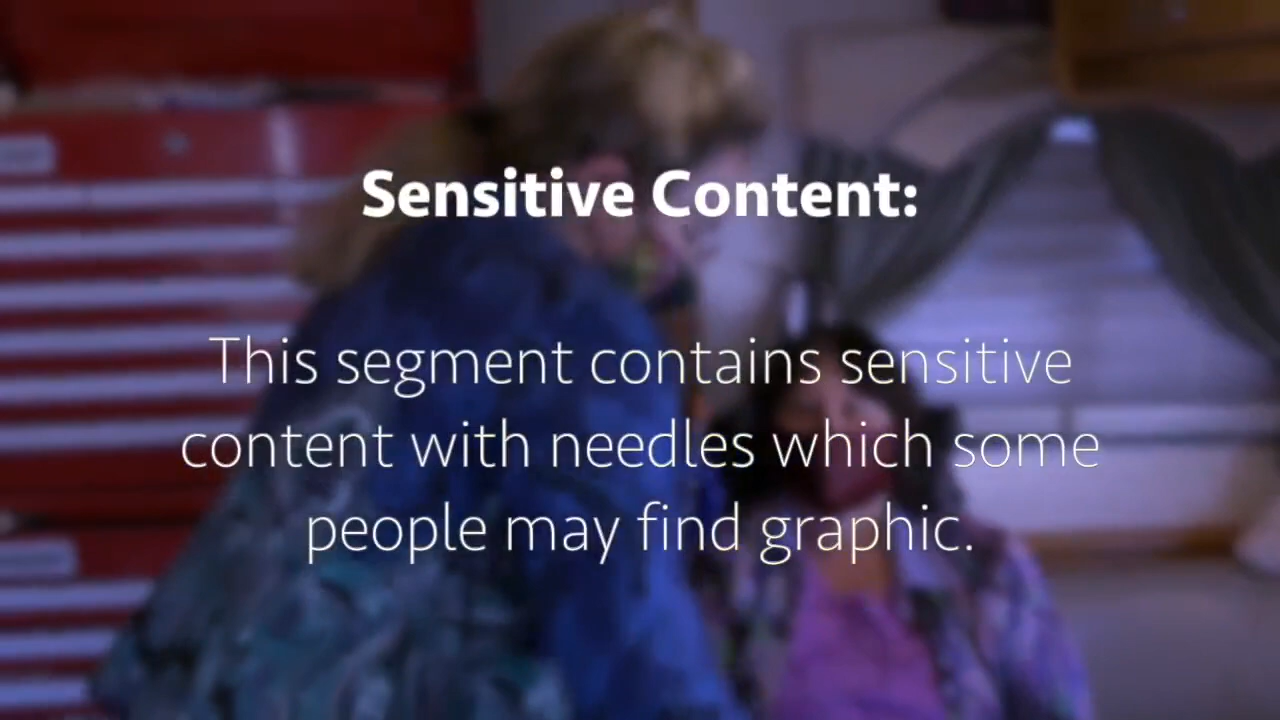 Sensitive Content:
This segment contains sensitive
content with needles which some
people may find graphic.